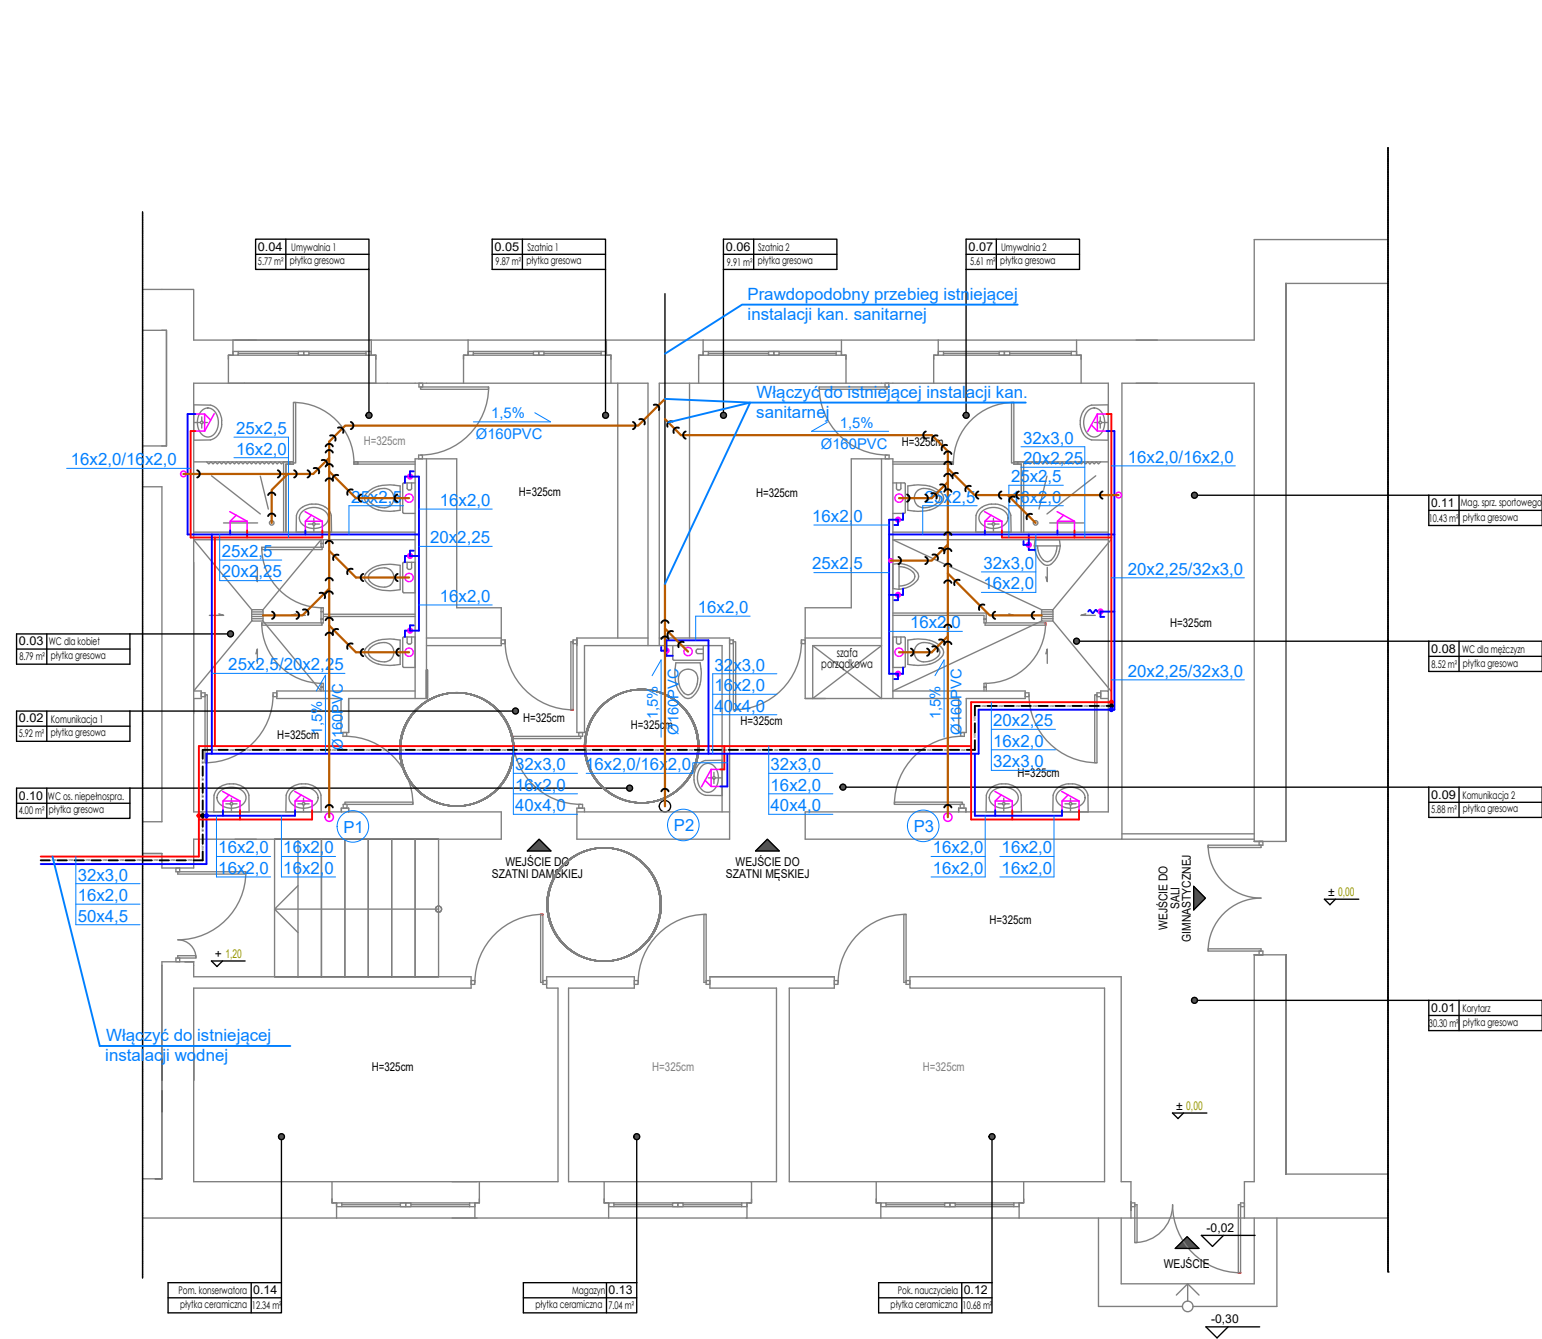 0.04 Umywalnia 1
5.77 m² płytka gresowa
0.05 Szatnia 1
9.87 m² płytka gresowa
0.06 Szatnia 2
9.91 m² płytka gresowa
0.07 Umywalnia 2
5.61 m² płytka gresowa
Prawdopodobny przebieg istniejącej
instalacji kan. sanitarnej
Włączyć do istniejącej instalacji kan.
sanitarnej
1,5%
Ø160PVC
1,5%
Ø160PVC
H=325cm
H=325cm
25x2,5
16x2,0
16x2,0/16x2,0
32x3,0
20x2,25
25x2,5
16x2,0
16x2,0/16x2,0
H=325cm
H=325cm
25x2,5
16x2,0
25x2,5
16x2,0
0.11 Mag. sprz. sportowego
10.43 m² płytka gresowa
20x2,25
25x2,5
20x2,25
25x2,5
32x3,0
16x2,0
20x2,25/32x3,0
16x2,0
16x2,0
16x2,0
H=325cm
0.03 WC dla kobiet
8.79 m² płytka gresowa
szafa
porządkowa
0.08 WC dla mężczyzn
8.52 m² płytka gresowa
25x2,5/20x2,25
32x3,0
16x2,0
40x4,0
20x2,25/32x3,0
1,5%
Ø160PVC
1,5%
Ø160PVC
1,5%
Ø160PVC
0.02 Komunikacja 1
5.92 m² płytka gresowa
H=325cm
H=325cm
H=325cm
H=325cm
20x2,25
16x2,0
32x3,0
H=325cm
32x3,0
16x2,0
40x4,0
16x2,0/16x2,0
32x3,0
16x2,0
40x4,0
0.10 WC os. niepełnospra.
4.00 m² płytka gresowa
0.09 Komunikacja 2
5.88 m² płytka gresowa
P1
P2
P3
16x2,0
16x2,0
16x2,0
16x2,0
16x2,0
16x2,0
16x2,0
16x2,0
WEJŚCIE DO
SZATNI DAMSKIEJ
WEJŚCIE DO
SZATNI MĘSKIEJ
WEJŚCIE DO
SALI
GIMNASTYCZNEJ
32x3,0
16x2,0
50x4,5
± 0,00
H=325cm
+ 1,20
0.01 Korytarz
30.30 m² płytka gresowa
Włączyć do istniejącej
instalacji wodnej
H=325cm
H=325cm
H=325cm
± 0,00
-0,02
WEJŚCIE
Pom. konserwatora 0.14
płytka ceramiczna 12.34 m²
Magazyn 0.13
płytka ceramiczna 7.04 m²
Pok. nauczyciela 0.12
płytka ceramiczna 10.68 m²
-0,30